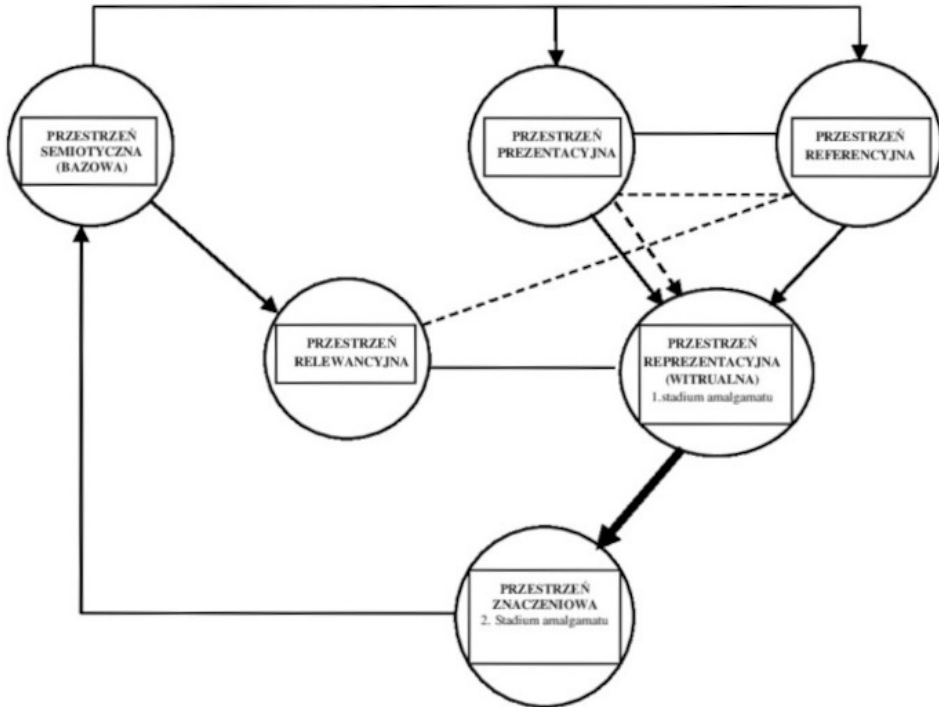 PRZESTRZEŃ
SEMIOTYCZNA
(BAZOWA)
PRZESTRZEŃ
PREZENTACYJNA
PRZESTRZEŃ
REFERENCYJNA
PRZESTRZEŃ
RELEWANCYJNA
PRZESTRZEŃ
REPREZENTACYJNA
(WITRUALNA)
1.stadium amalgamatu
PRZESTRZEŃ
ZNACZENIOWA
2. Stadium amalgamatu